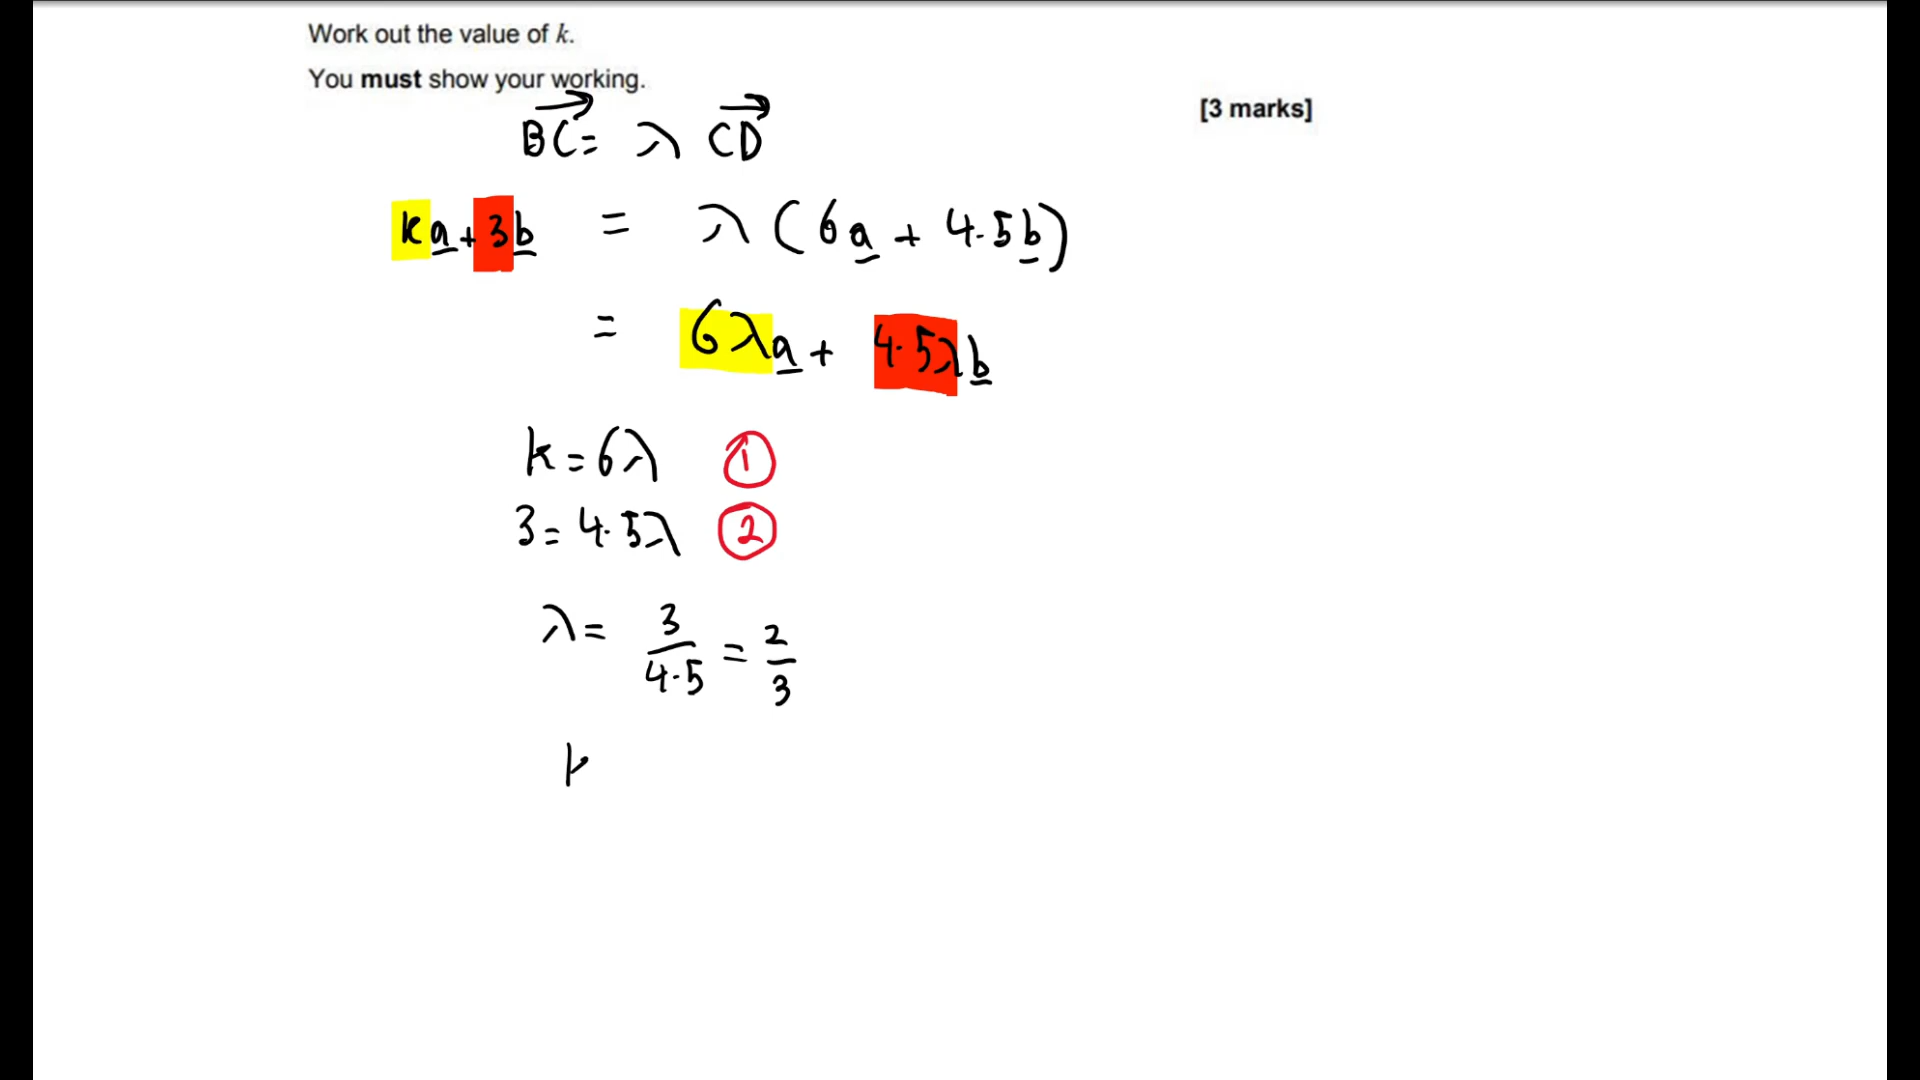 Work out the value of k.
You must show your working.
[3 marks]
BC = λ CD
ka + 3b = λ (6a + 4.5b)
= 6λa + 4.5λb
k = 6λ ①
3 = 4.5λ ②
λ = 3/4.5 = 2/3
k